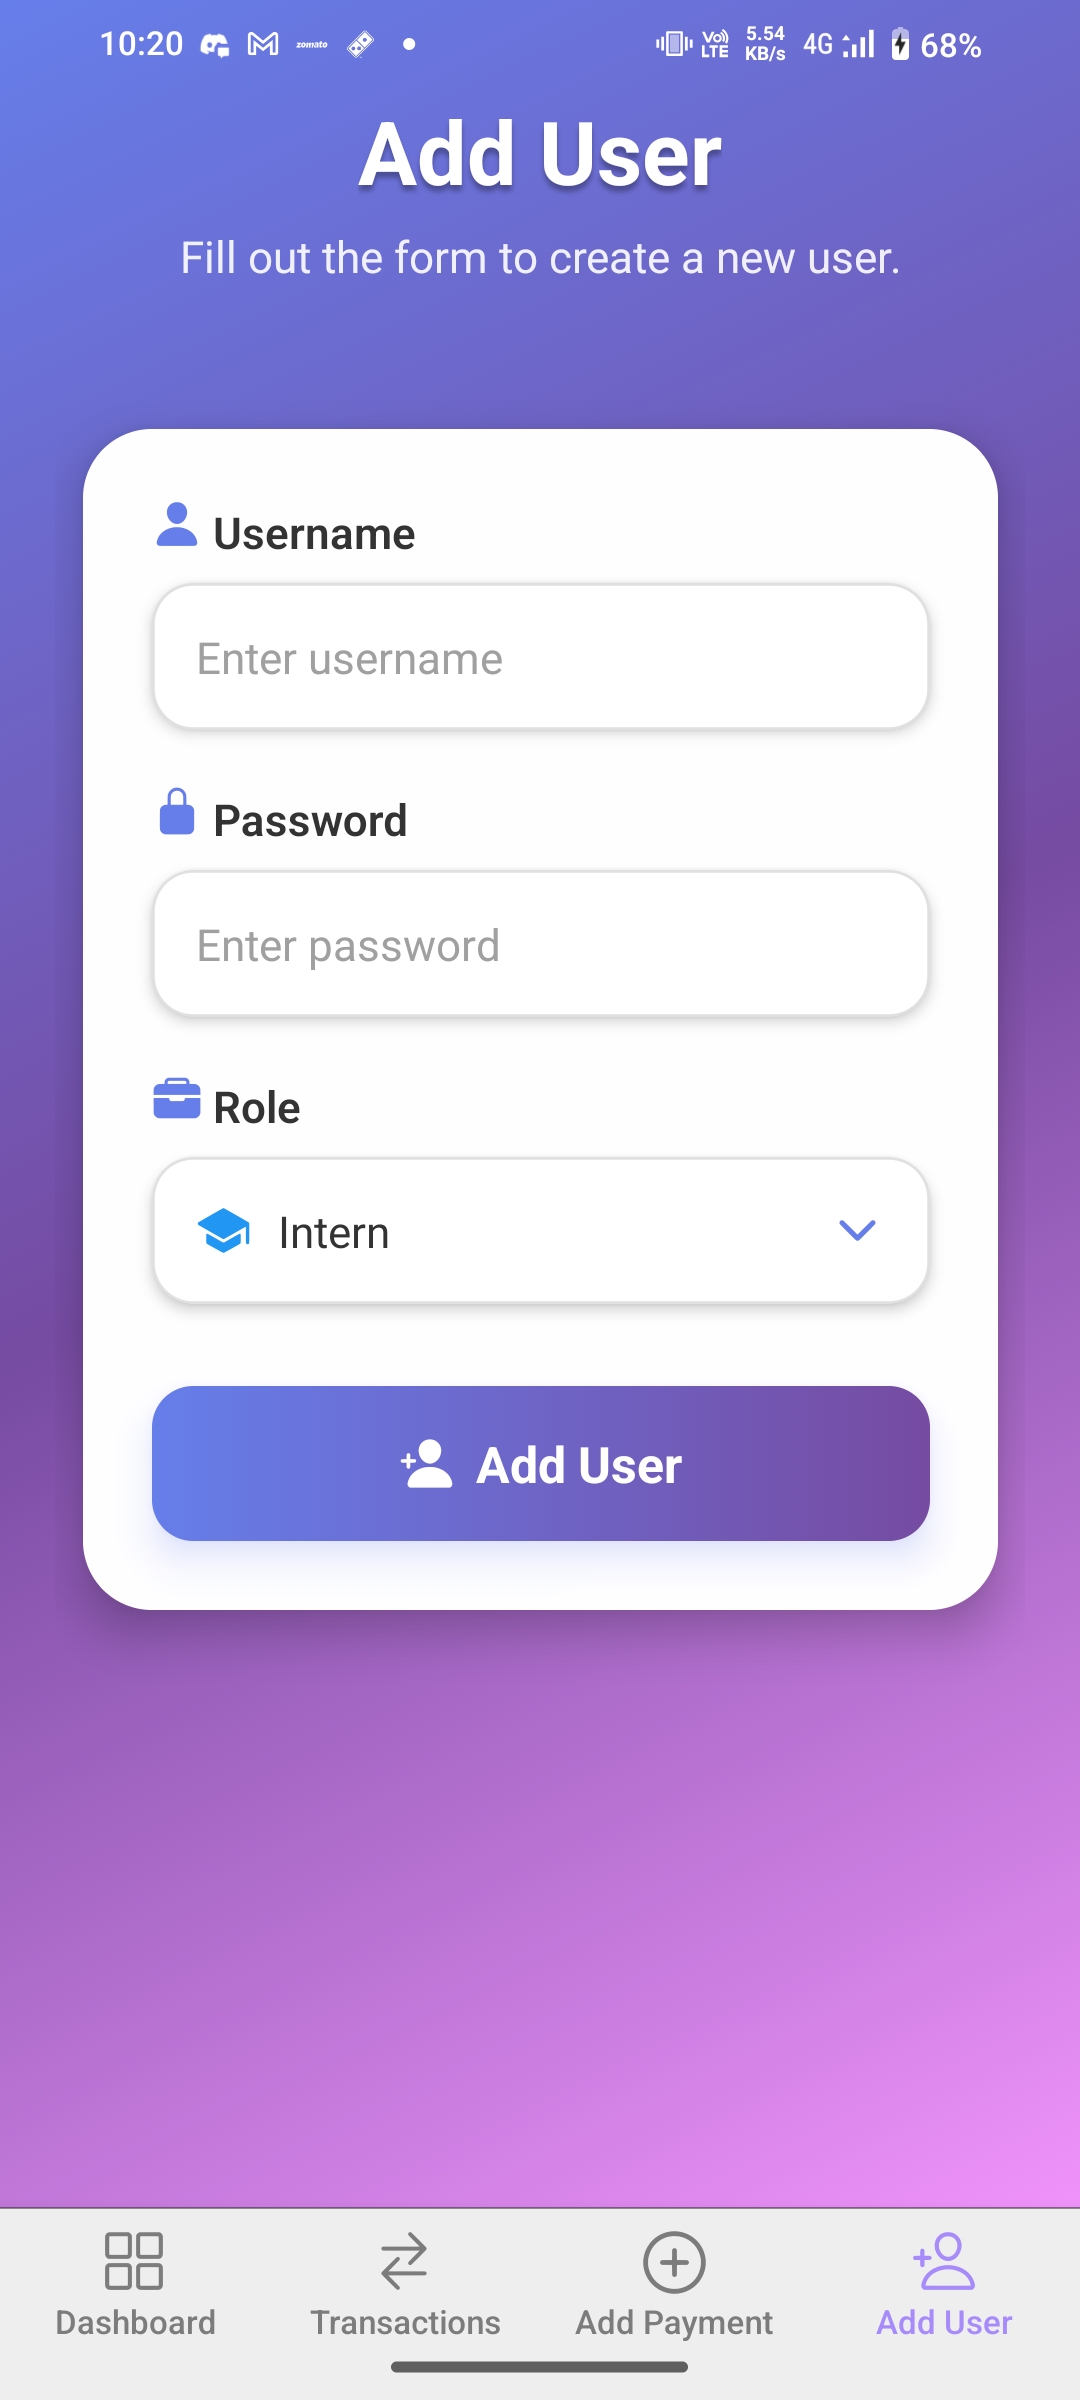 10:20 zomato Vo) LTE 5.54 KB/s 4G 68%
Add User
Fill out the form to create a new user.
Username
Enter username
Password
Enter password
Role
Intern
Add User
Dashboard Transactions Add Payment Add User